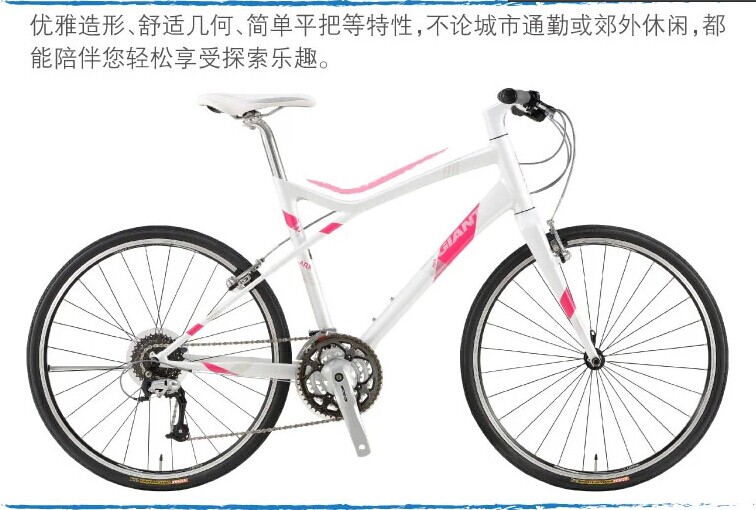 优雅造形、舒适几何、简单平把等特性，不论城市通勤或郊外休闲，都
能陪伴您轻松享受探索乐趣。
GIANT